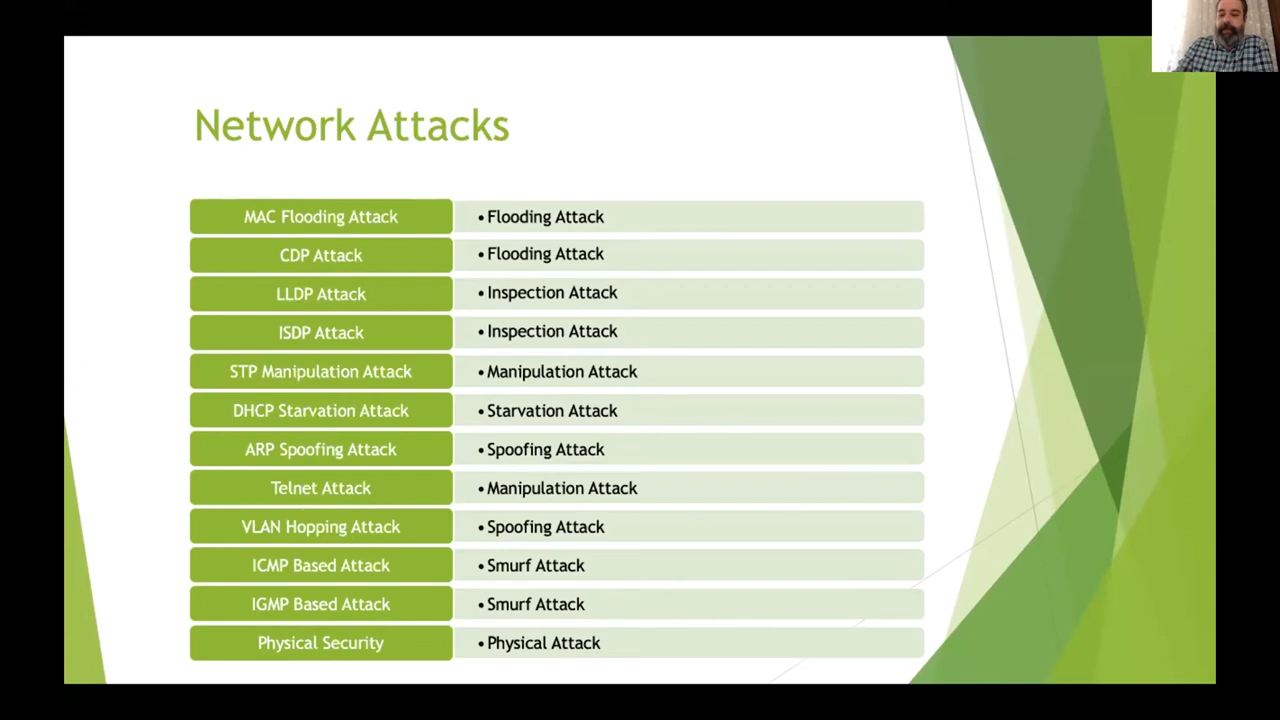 Network Attacks
MAC Flooding Attack • Flooding Attack
CDP Attack • Flooding Attack
LLDP Attack • Inspection Attack
ISDP Attack • Inspection Attack
STP Manipulation Attack • Manipulation Attack
DHCP Starvation Attack • Starvation Attack
ARP Spoofing Attack • Spoofing Attack
Telnet Attack • Manipulation Attack
VLAN Hopping Attack • Spoofing Attack
ICMP Based Attack • Smurf Attack
IGMP Based Attack • Smurf Attack
Physical Security • Physical Attack